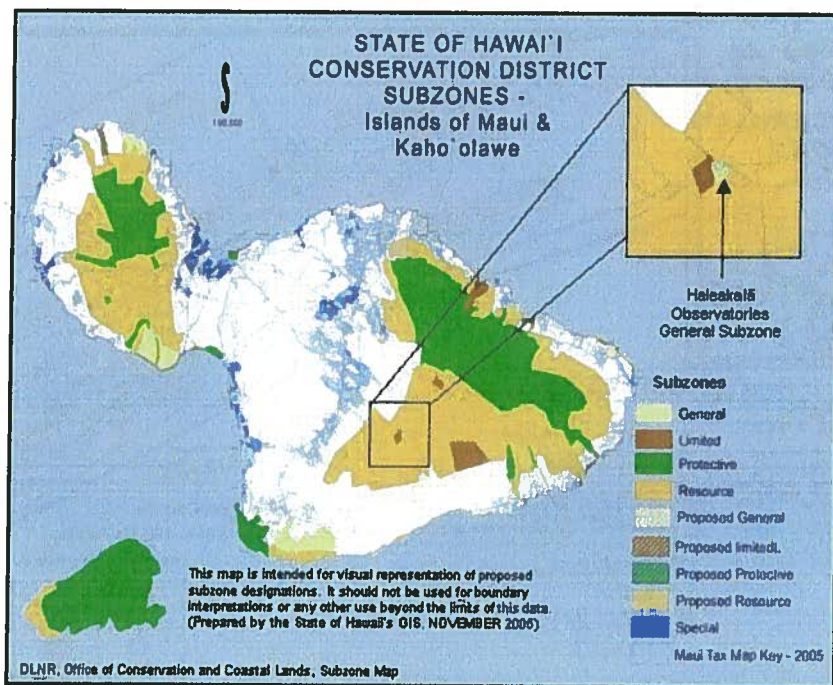 STATE OF HAWAI`I
CONSERVATION DISTRICT
SUBZONES -
Islands of Maui &
Kaho`olawe
Haleakalā
Observatories
General Subzone
Subzones
General
Limited
Protective
Resource
Proposed General
Proposed limitedl.
Proposed Protective
Proposed Resource
Special
Maui Tax Map Key - 2005
This map is intended for visual representation of proposed
subzone designations. It should not be used for boundary
interpretations or any other use beyond the limits of this data.
(Prepared by the State of Hawaii's GIS, NOVEMBER 2005)
DLNR, Office of Conservation and Coastal Lands, Subzone Map